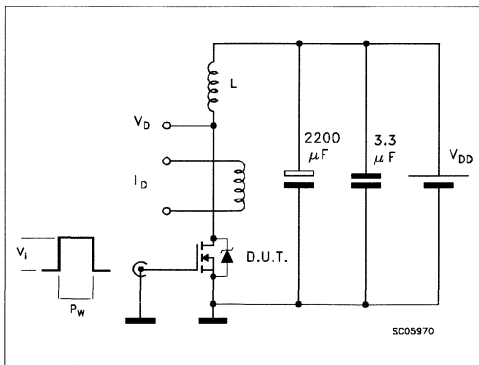 L
V_D
2200 μF
3.3 μF
V_DD
I_D
V_i
D.U.T.
P_W
SC05970